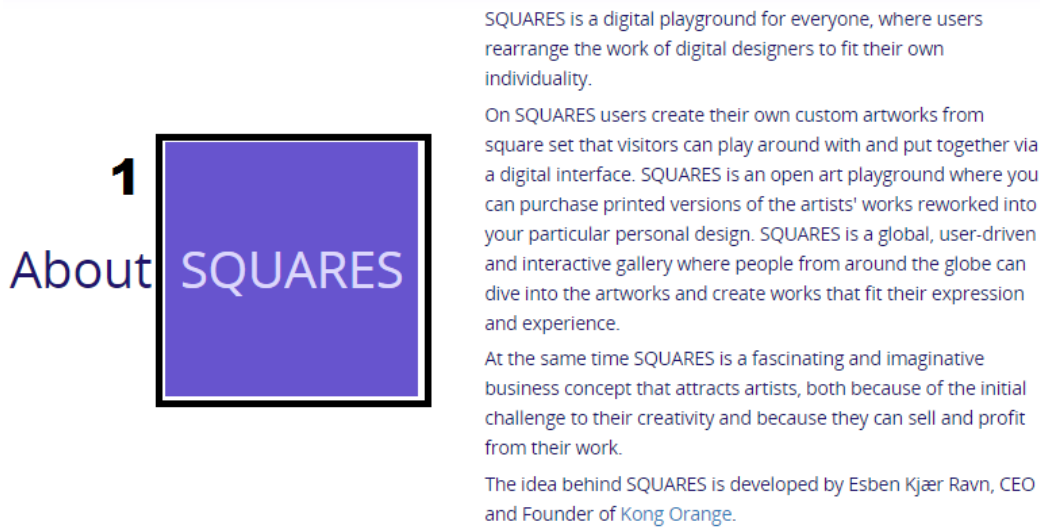 1
About SQUARES
SQUARES is a digital playground for everyone, where users
rearrange the work of digital designers to fit their own
individuality.
On SQUARES users create their own custom artworks from
square set that visitors can play around with and put together via
a digital interface. SQUARES is an open art playground where you
can purchase printed versions of the artists' works reworked into
your particular personal design. SQUARES is a global, user-driven
and interactive gallery where people from around the globe can
dive into the artworks and create works that fit their expression
and experience.
At the same time SQUARES is a fascinating and imaginative
business concept that attracts artists, both because of the initial
challenge to their creativity and because they can sell and profit
from their work.
The idea behind SQUARES is developed by Esben Kjær Ravn, CEO
and Founder of Kong Orange.